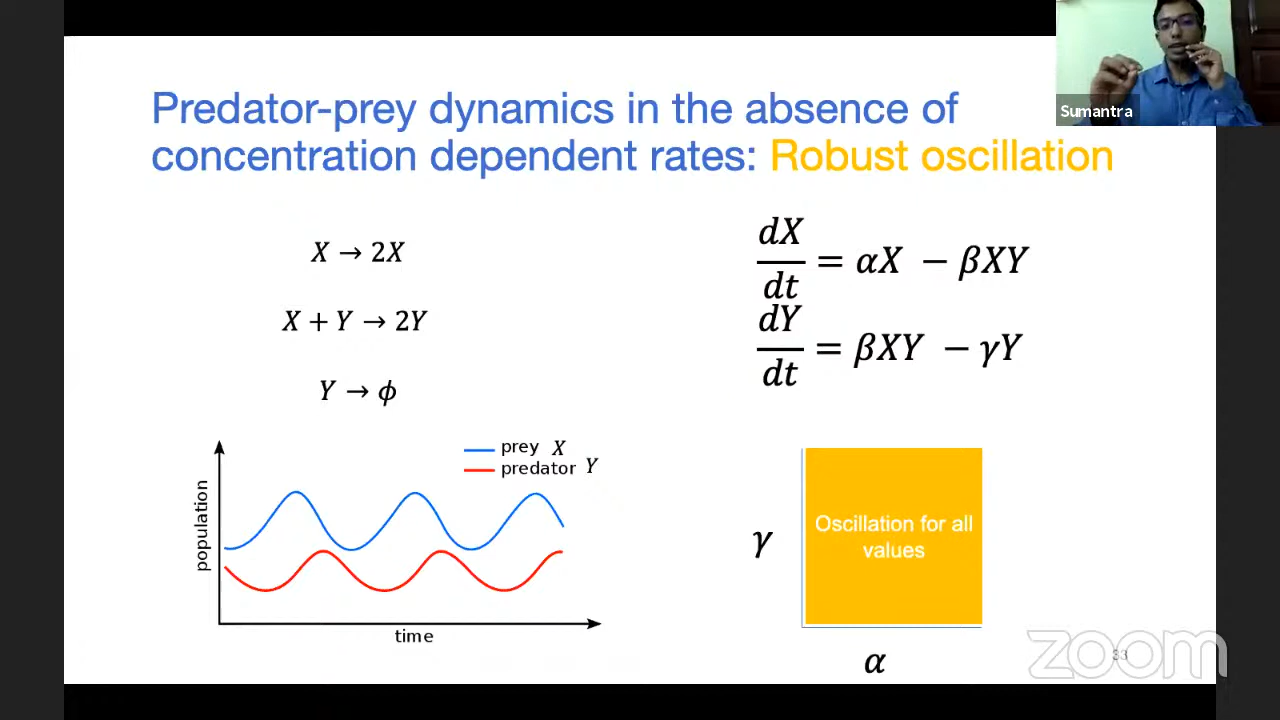 Sumantra
Predator-prey dynamics in the absence of
concentration dependent rates: Robust oscillation
X → 2X
X + Y → 2Y
Y → ϕ
dX/dt = αX − βXY
dY/dt = βXY − γY
prey X
predator Y
population
time
Oscillation for all
values
γ
α
zoom
33